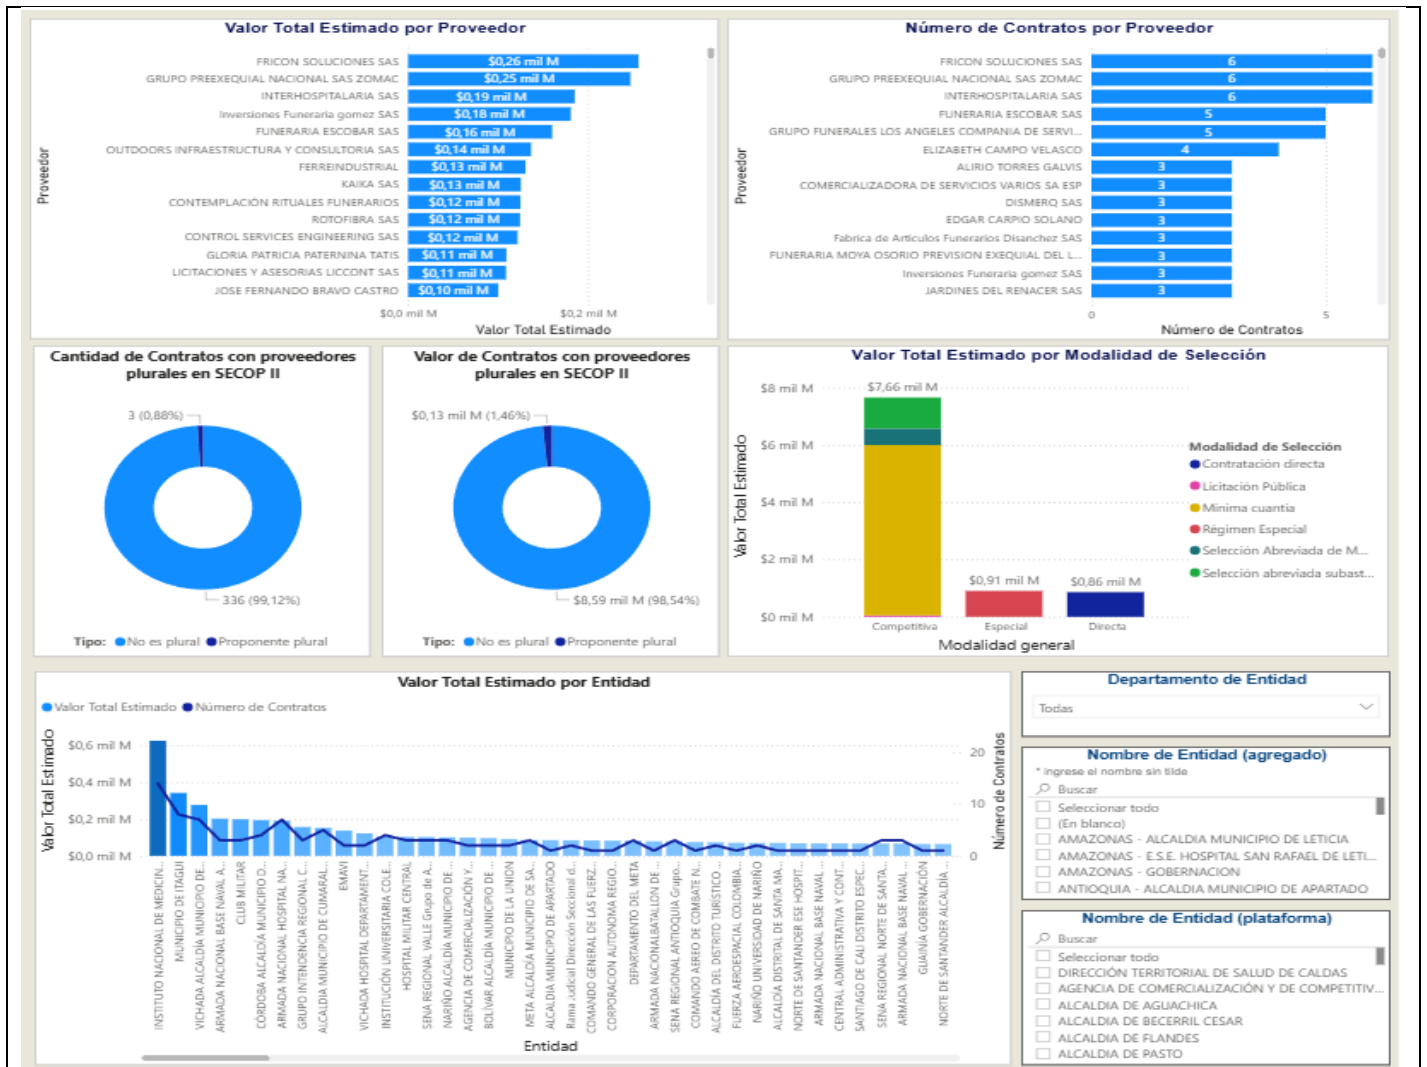 Valor Total Estimado por Proveedor
Proveedor
FRICON SOLUCIONES SAS $0,26 mil M
GRUPO PREEXEQUIAL NACIONAL SAS ZOMAC $0,25 mil M
INTERHOSPITALARIA SAS $0,19 mil M
Inversiones Funeraria gomez SAS $0,18 mil M
FUNERARIA ESCOBAR SAS $0,16 mil M
OUTDOORS INFRAESTRUCTURA Y CONSULTORIA SAS $0,14 mil M
FERREINDUSTRIAL $0,13 mil M
KAIKA SAS $0,13 mil M
CONTEMPLACIÓN RITUALES FUNERARIOS $0,12 mil M
ROTOFIBRA SAS $0,12 mil M
CONTROL SERVICES ENGINEERING SAS $0,12 mil M
GLORIA PATRICIA PATERNINA TATIS $0,11 mil M
LICITACIONES Y ASESORIAS LICCONT SAS $0,11 mil M
JOSE FERNANDO BRAVO CASTRO $0,10 mil M
$0,0 mil M $0,2 mil M
Valor Total Estimado
Número de Contratos por Proveedor
Proveedor
FRICON SOLUCIONES SAS 6
GRUPO PREEXEQUIAL NACIONAL SAS ZOMAC 6
INTERHOSPITALARIA SAS 6
FUNERARIA ESCOBAR SAS 5
GRUPO FUNERALES LOS ANGELES COMPANIA DE SERVI... 5
ELIZABETH CAMPO VELASCO 4
ALIRIO TORRES GALVIS 3
COMERCIALIZADORA DE SERVICIOS VARIOS SA ESP 3
DISMERQ SAS 3
EDGAR CARPIO SOLANO 3
Fabrica de Articulos Funerarios Disanchez SAS 3
FUNERARIA MOYA OSORIO PREVISION EXEQUIAL DEL L... 3
Inversiones Funeraria gomez SAS 3
JARDINES DEL RENACER SAS 3
0 5
Número de Contratos
Cantidad de Contratos con proveedores
plurales en SECOP II
3 (0,88%)
336 (99,12%)
Tipo: No es plural Proponente plural
Valor de Contratos con proveedores
plurales en SECOP II
$0,13 mil M (1,46%)
$8,59 mil M (98,54%)
Tipo: No es plural Proponente plural
Valor Total Estimado por Modalidad de Selección
Valor Total Estimado
$8 mil M
$6 mil M
$4 mil M
$2 mil M
$0 mil M
$7,66 mil M
$0,91 mil M
$0,86 mil M
Competitiva Especial Directa
Modalidad general
Modalidad de Selección
Contratación directa
Licitación Pública
Mínima cuantía
Régimen Especial
Selección Abreviada de M...
Selección abreviada subast...
Valor Total Estimado por Entidad
Valor Total Estimado Número de Contratos
Valor Total Estimado
$0,6 mil M
$0,4 mil M
$0,2 mil M
$0,0 mil M
20
10
0
Número de Contratos
INSTITUTO NACIONAL DE MEDICIN...
MUNICIPIO DE ITAGUI
VICHADA ALCALDÍA MUNICIPIO DE...
ARMADA NACIONAL BASE NAVAL A...
CLUB MILITAR
CÓRDOBA ALCALDÍA MUNICIPIO D...
ARMADA NACIONAL HOSPITAL NA...
GRUPO INTENDENCIA REGIONAL C...
ALCALDIA MUNICIPIO DE CUMARAL...
EMAVI
VICHADA HOSPITAL DEPARTAMENT...
INSTITUCIÓN UNIVERSITARIA COLE...
HOSPITAL MILITAR CENTRAL
SENA REGIONAL VALLE Grupo de A...
NARIÑO ALCALDÍA MUNICIPIO DE...
AGENCIA DE COMERCIALIZACIÓN Y...
BOLÍVAR ALCALDÍA MUNICIPIO DE...
MUNICIPIO DE LA UNION
META ALCALDÍA MUNICIPIO DE SA...
ALCALDIA MUNICIPIO DE APARTADO
Rama Judicial Dirección Seccional d...
COMANDO GENERAL DE LAS FUERZ...
CORPORACION AUTONOMA REGIO...
DEPARTAMENTO DEL META
ARMADA NACIONALBATALLON DE...
SENA REGIONAL ANTIOQUIA Grupo...
COMANDO AEREO DE COMBATE N...
ALCALDÍA DEL DISTRITO TURÍSTICO ...
FUERZA AEROESPACIAL COLOMBIA...
NARIÑO UNIVERSIDAD DE NARIÑO
ALCALDIA DISTRITAL DE SANTA MA...
NORTE DE SANTANDER ESE HOSPIT...
ARMADA NACIONAL BASE NAVAL ...
CENTRAL ADMINISTRATIVA Y CONT...
SANTIAGO DE CALI DISTRITO ESPEC...
SENA REGIONAL NORTE DE SANTA...
ARMADA NACIONAL BASE NAVAL ...
GUAINÍA GOBERNACIÓN
NORTE DE SANTANDER ALCALDÍA...
Entidad
Departamento de Entidad
Todas
Nombre de Entidad (agregado)
* ingrese el nombre sin tilde
Buscar
Seleccionar todo
(En blanco)
AMAZONAS - ALCALDIA MUNICIPIO DE LETICIA
AMAZONAS - E.S.E. HOSPITAL SAN RAFAEL DE LETI...
AMAZONAS - GOBERNACION
ANTIOQUIA - ALCALDIA MUNICIPIO DE APARTADO
Nombre de Entidad (plataforma)
Buscar
Seleccionar todo
DIRECCIÓN TERRITORIAL DE SALUD DE CALDAS
AGENCIA DE COMERCIALIZACIÓN Y DE COMPETITIV...
ALCALDIA DE AGUACHICA
ALCALDIA DE BECERRIL CESAR
ALCALDIA DE FLANDES
ALCALDIA DE PASTO